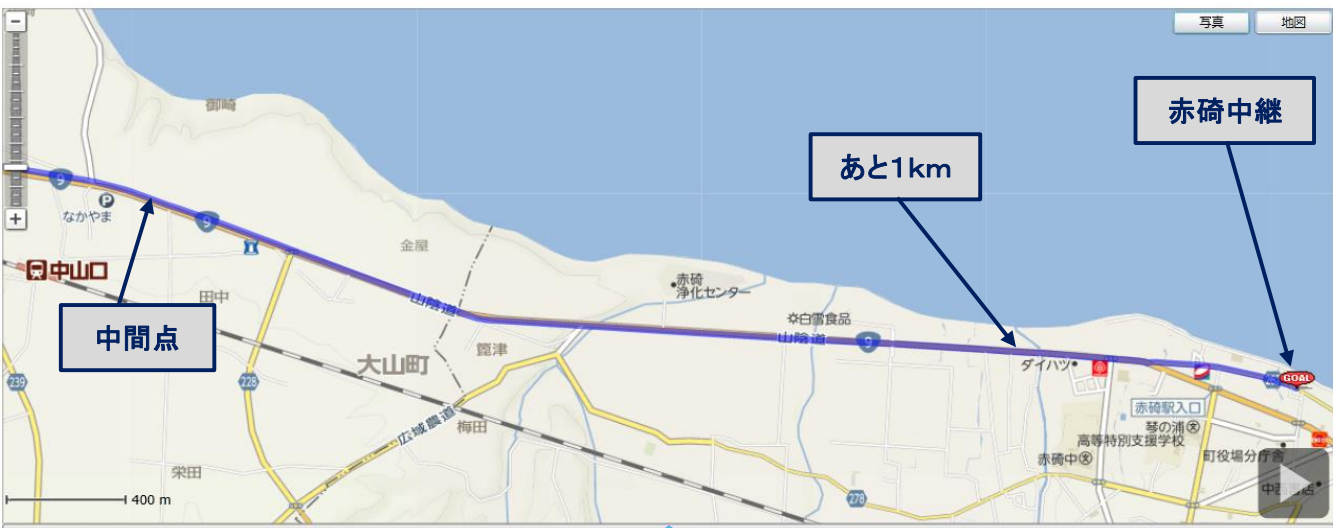 写真
地図
御崎
赤碕中継
あと1km
9
P
なかやま
9
金屋
中山口
田中
山陰道
中間点
赤碕
浄化センター
☆白雪食品
山陰道
9
大山町
箆津
ダイハツ
GOAL
239
228
広域農道
梅田
赤碕駅入口
琴の浦
高等特別支援学校
町役場分庁舎
赤碕中
栄田
278
400 m